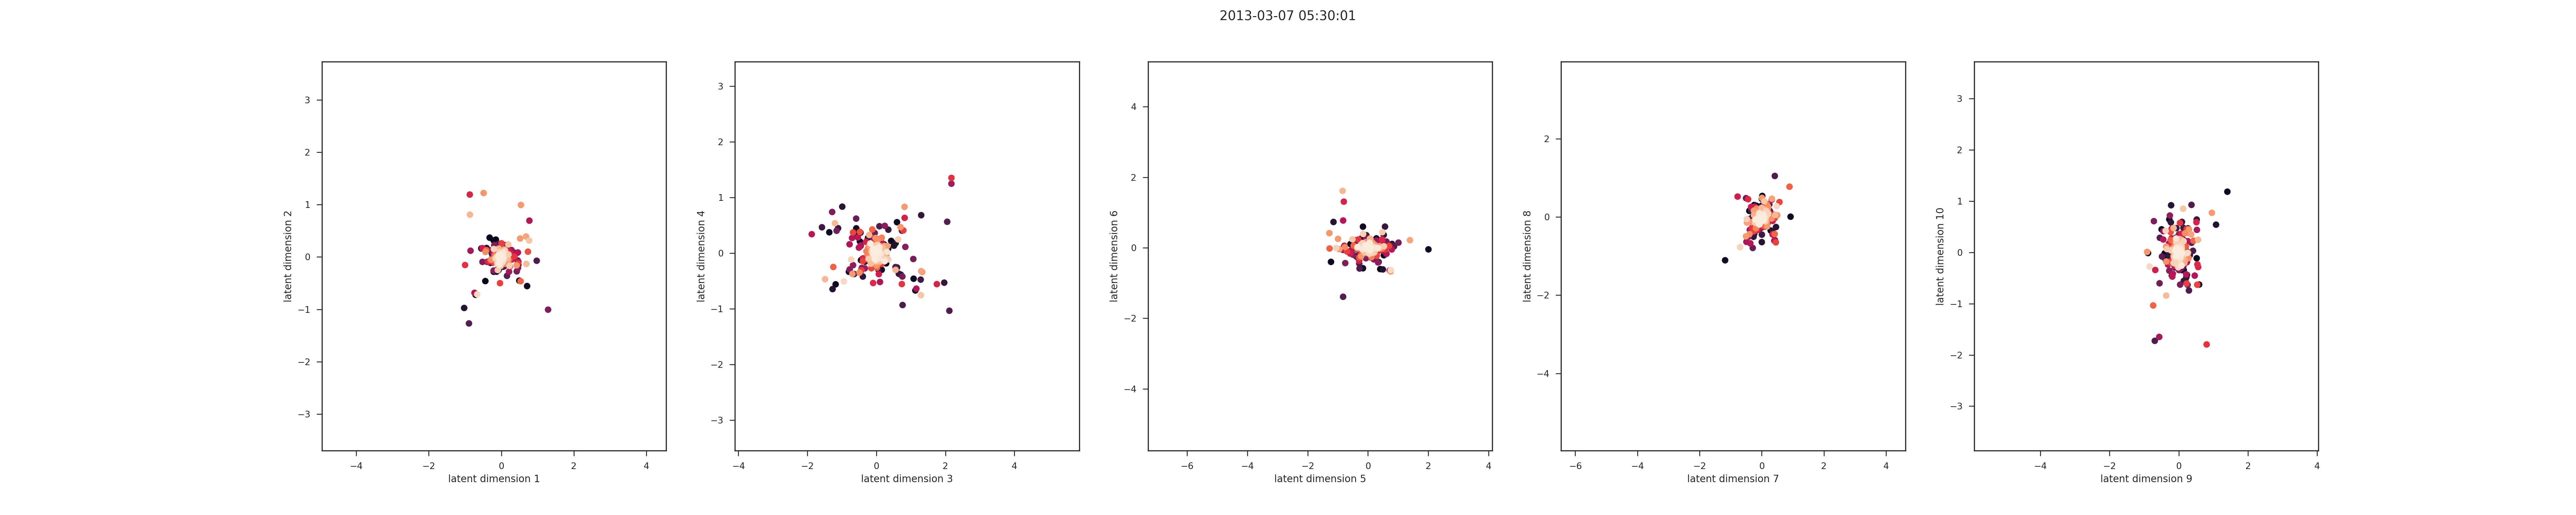 2013-03-07 05:30:01
3
2
1
0
−1
−2
−3
latent dimension 2
−4 −2 0 2 4
latent dimension 1
3
2
1
0
−1
−2
−3
latent dimension 4
−4 −2 0 2 4
latent dimension 3
4
2
0
−2
−4
latent dimension 6
−6 −4 −2 0 2 4
latent dimension 5
2
0
−2
−4
latent dimension 8
−6 −4 −2 0 2 4
latent dimension 7
3
2
1
0
−1
−2
−3
latent dimension 10
−4 −2 0 2 4
latent dimension 9